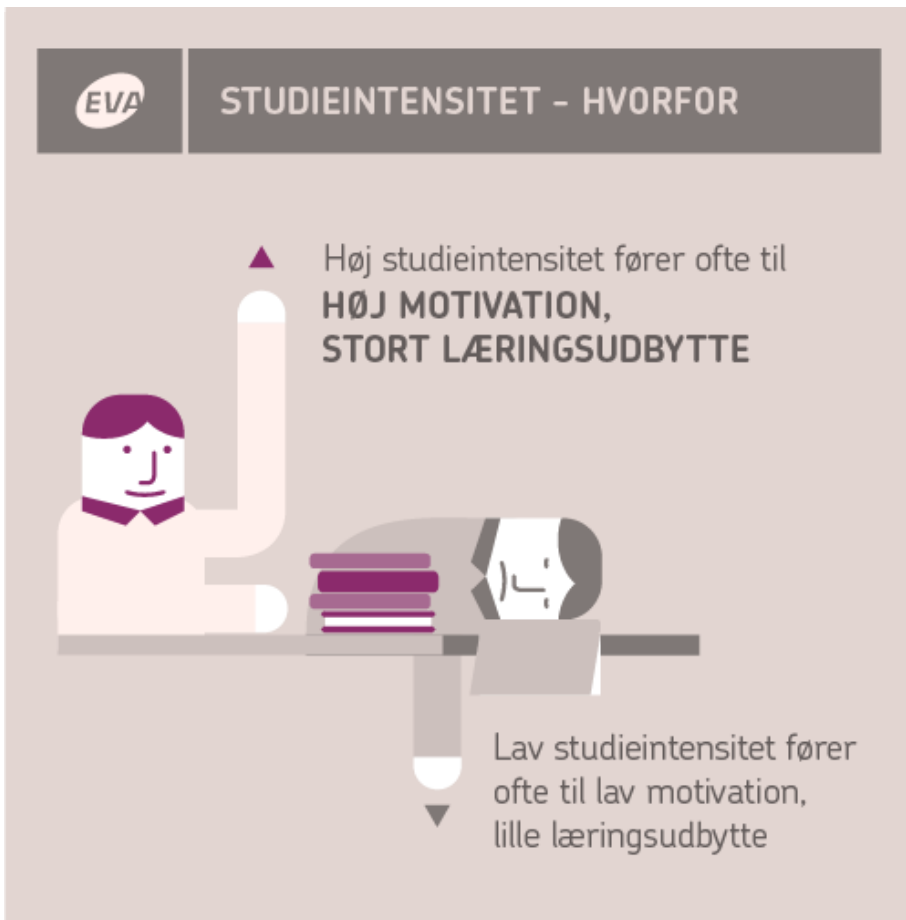 EVA
STUDIEINTENSITET - HVORFOR
Høj studieintensitet fører ofte til
HØJ MOTIVATION,
STORT LÆRINGSUDBYTTE
Lav studieintensitet fører
ofte til lav motivation,
lille læringsudbytte